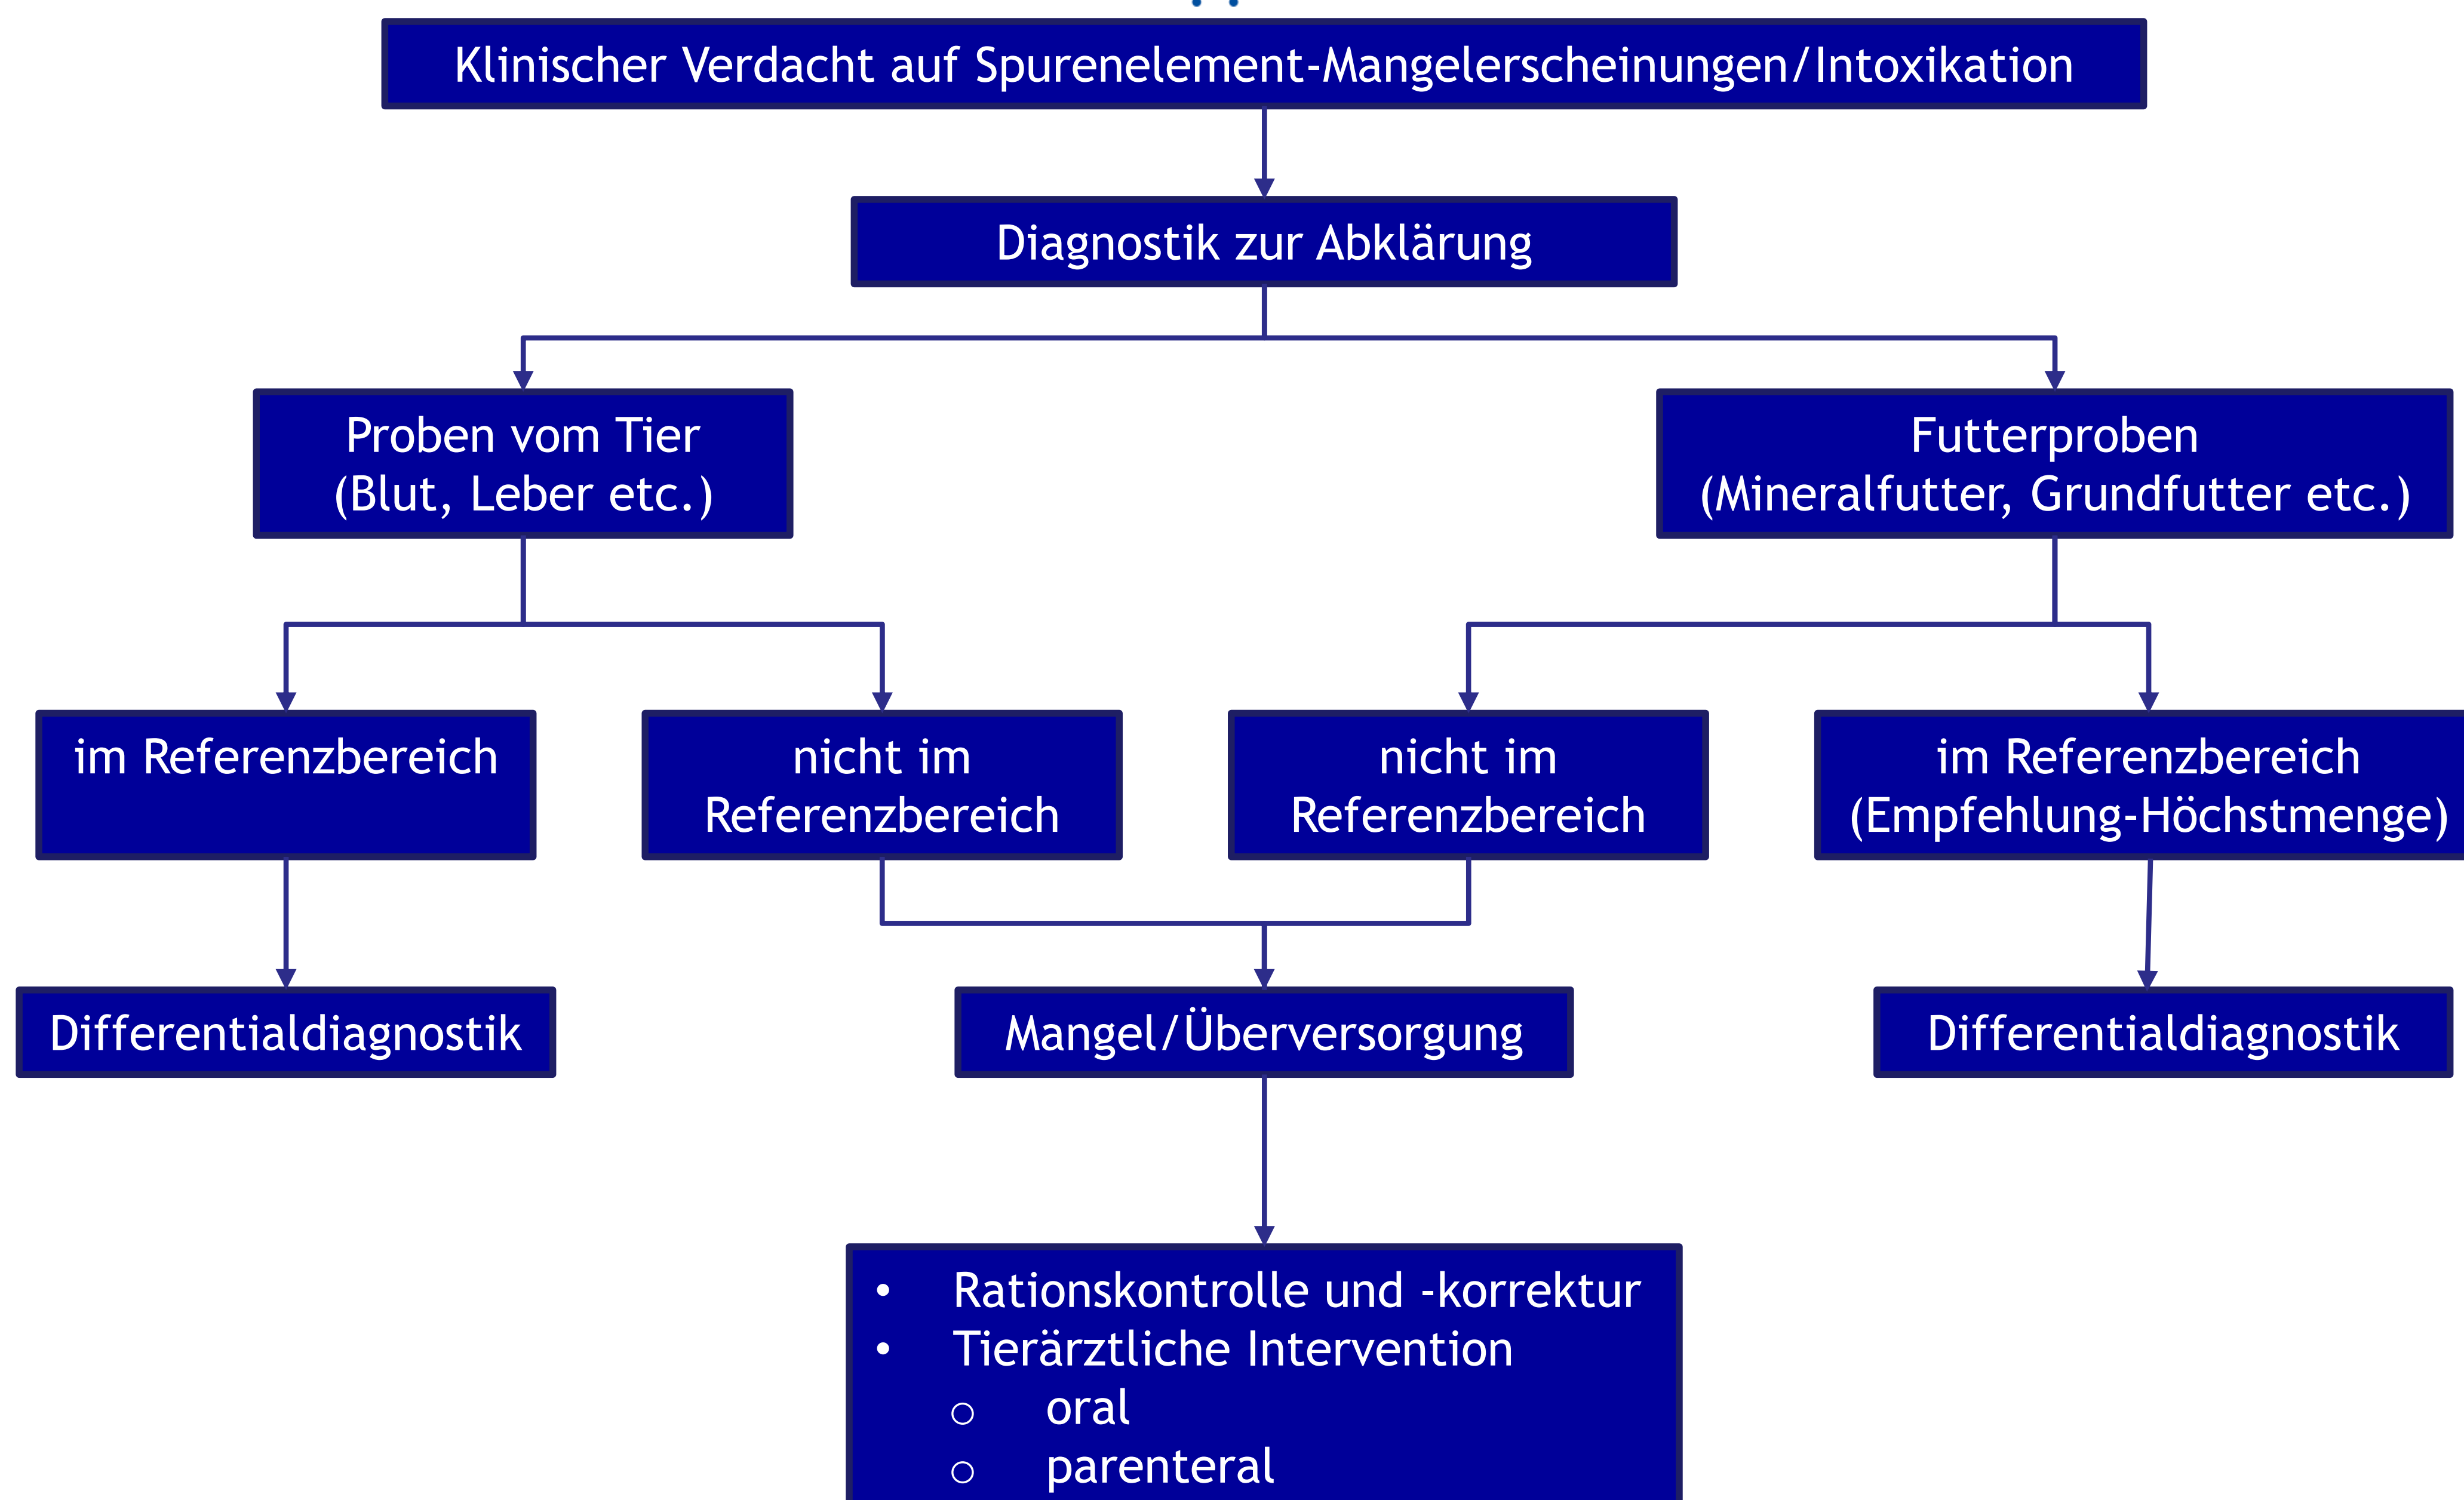 Klinischer Verdacht auf Spurenelement-Mangelerscheinungen/Intoxikation
Diagnostik zur Abklärung
Proben vom Tier
(Blut, Leber etc.)
Futterproben
(Mineralfutter, Grundfutter etc.)
im Referenzbereich
nicht im
Referenzbereich
nicht im
Referenzbereich
im Referenzbereich
(Empfehlung-Höchstmenge)
Differentialdiagnostik
Mangel/Überversorgung
Differentialdiagnostik
• Rationskontrolle und -korrektur
• Tierärztliche Intervention
○ oral
○ parenteral